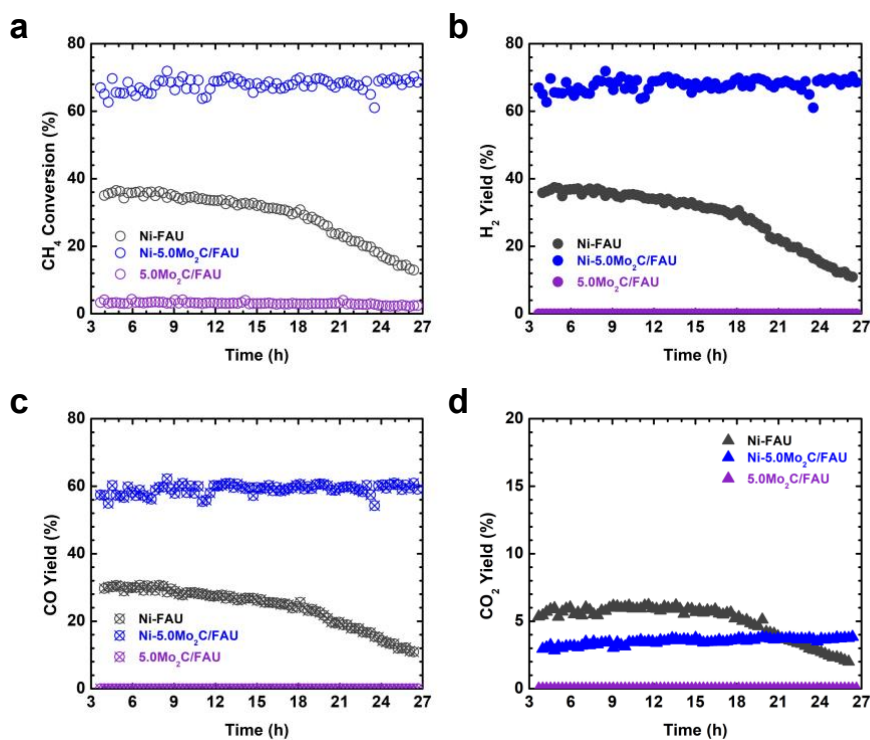 a
80
60
40
20
0
CH₄ Conversion (%)
Ni-FAU
Ni-5.0Mo₂C/FAU
5.0Mo₂C/FAU
3 6 9 12 15 18 21 24 27
Time (h)
b
80
60
40
20
0
H₂ Yield (%)
Ni-FAU
Ni-5.0Mo₂C/FAU
5.0Mo₂C/FAU
3 6 9 12 15 18 21 24 27
Time (h)
c
80
60
40
20
0
CO Yield (%)
Ni-FAU
Ni-5.0Mo₂C/FAU
5.0Mo₂C/FAU
3 6 9 12 15 18 21 24 27
Time (h)
d
20
15
10
5
0
CO₂ Yield (%)
Ni-FAU
Ni-5.0Mo₂C/FAU
5.0Mo₂C/FAU
3 6 9 12 15 18 21 24 27
Time (h)